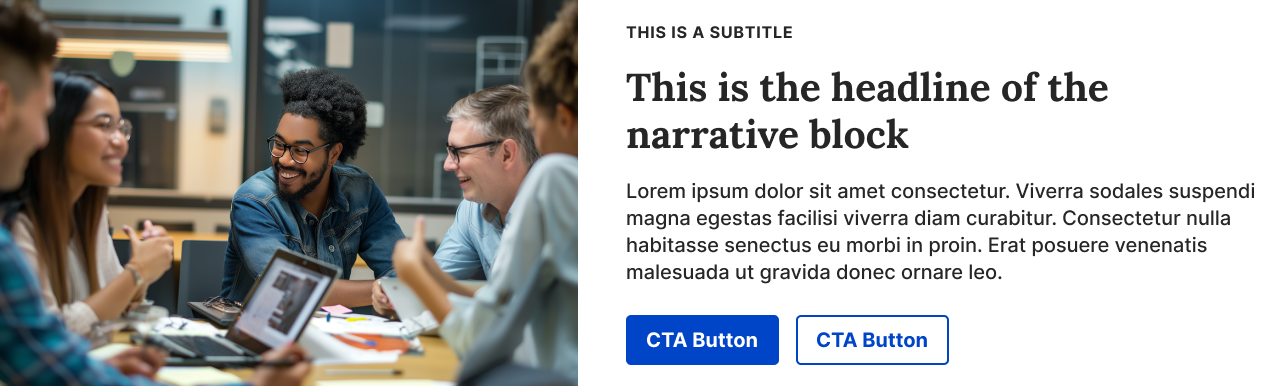 THIS IS A SUBTITLE
This is the headline of the
narrative block
Lorem ipsum dolor sit amet consectetur. Viverra sodales suspendi
magna egestas facilisi viverra diam curabitur. Consectetur nulla
habitasse senectus eu morbi in proin. Erat posuere venenatis
malesuada ut gravida donec ornare leo.
CTA Button
CTA Button